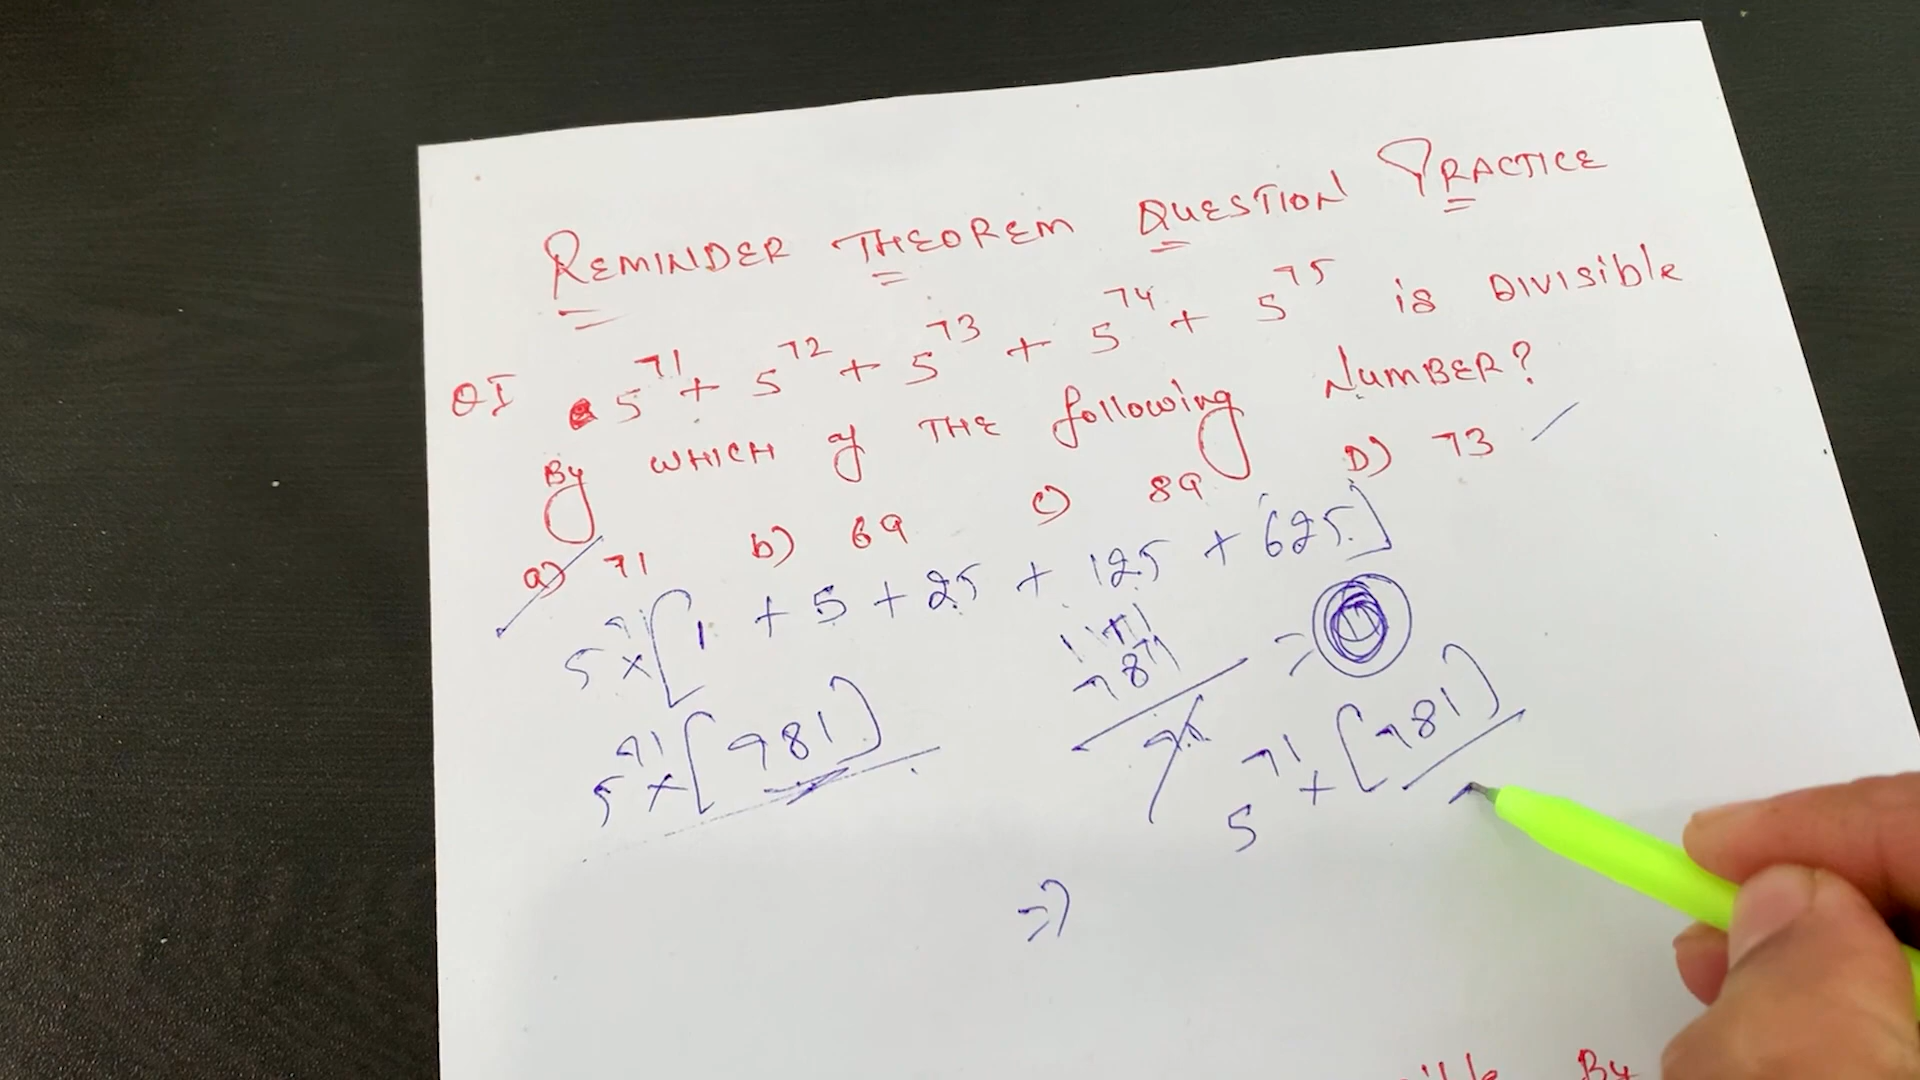 REMINDER THEOREM QUESTION PRACTICE
Q1 5^71 + 5^72 + 5^73 + 5^74 + 5^75 is DIVISIBLE
By WHICH of THE following NUMBER?
a) 71 b) 69 c) 89 D) 73
5^71 × [1 + 5 + 25 + 125 + 625]
5^71 × [781]
781
71
=
5^71 × [781]
⇒
By